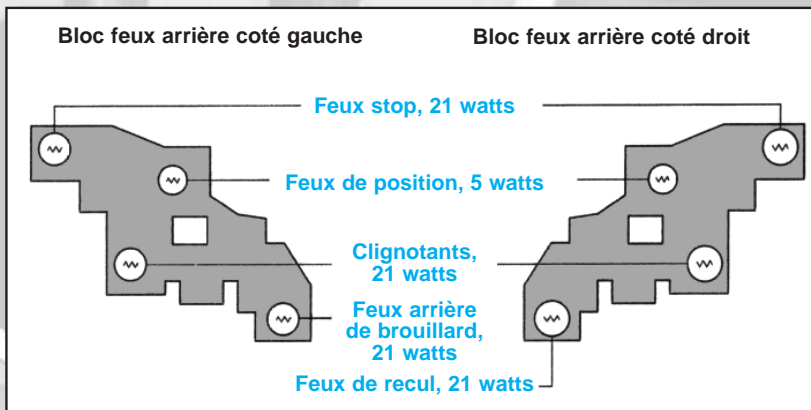 Bloc feux arrière coté gauche
Bloc feux arrière coté droit
Feux stop, 21 watts
Feux de position, 5 watts
Clignotants,
21 watts
Feux arrière
de brouillard,
21 watts
Feux de recul, 21 watts